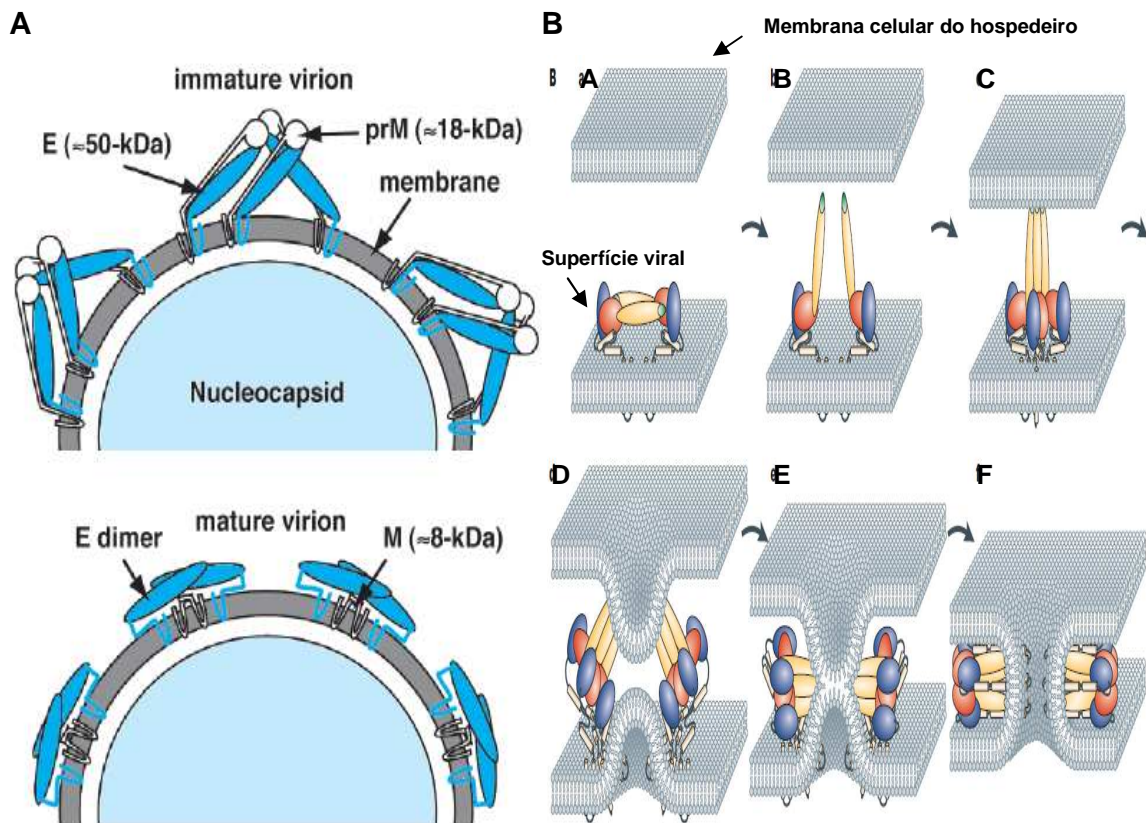 A
immature virion
E (≈50-kDa)
prM (≈18-kDa)
membrane
Nucleocapsid
mature virion
E dimer
M (≈8-kDa)
B
Membrana celular do hospedeiro
B a A
b B
C
Superfície viral
d D
e E
f F